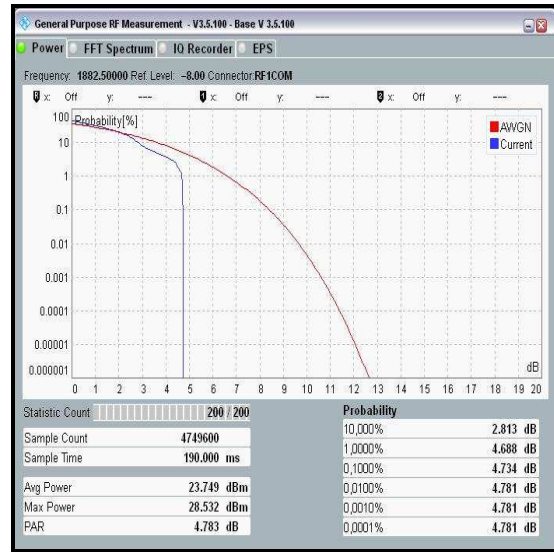 General Purpose RF Measurement - V3.5.100 - Base V 3.5.100
Power FFT Spectrum IQ Recorder EPS
Frequency: 1882.50000 Ref. Level: -8.00 Connector:RF1COM
R x: Off y: --- 1 x: Off y: --- 2 x: Off y: ---
Probability[%]
AWGN
Current
100
10
1
0.1
0.01
0.001
0.0001
0.00001
0.000001
dB
0 1 2 3 4 5 6 7 8 9 10 11 12 13 14 15 16 17 18 19 20
Statistic Count 200 / 200
Sample Count 4749600
Sample Time 190.000 ms
Avg Power 23.749 dBm
Max Power 28.532 dBm
PAR 4.783 dB
Probability
10,000% 2.813 dB
1,0000% 4.688 dB
0,1000% 4.734 dB
0,0100% 4.781 dB
0,0010% 4.781 dB
0,0001% 4.781 dB